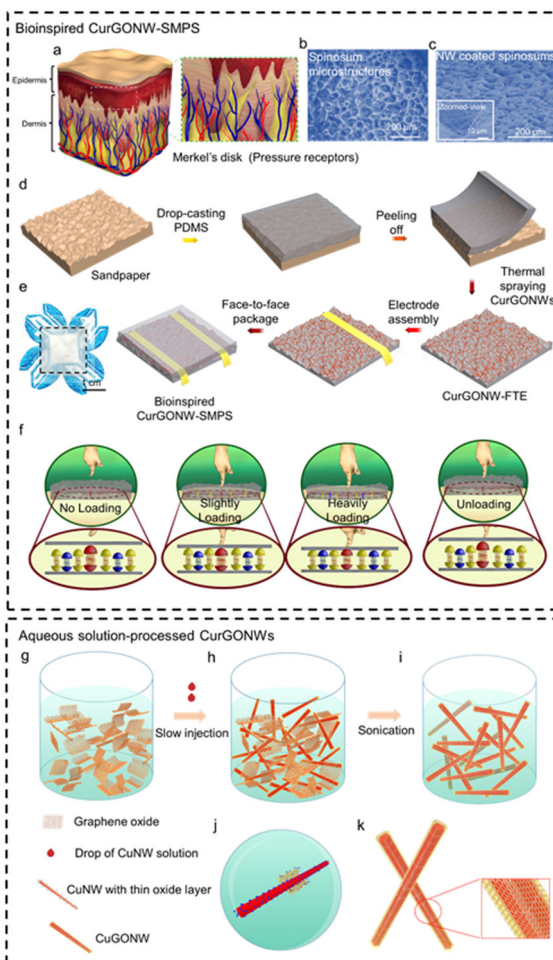 Bioinspired CurGONW-SMPS
a
b
c
Epidermis
Dermis
Spinosum
microstructures
200 μm
NW coated spinosums
Zoomed-view
10 μm
200 μm
Merkel's disk (Pressure receptors)
d
Drop-casting
PDMS
Peeling
off
Sandpaper
Thermal
spraying
CurGONWs
e
Face-to-face
package
Electrode
assembly
cm
Bioinspired
CurGONW-SMPS
CurGONW-FTE
f
No Loading
Slightly
Loading
Heavily
Loading
Unloading
Aqueous solution-processed CurGONWs
g
h
i
Slow injection
Sonication
Graphene oxide
Drop of CuNW solution
CuNW with thin oxide layer
CuGONW
j
k